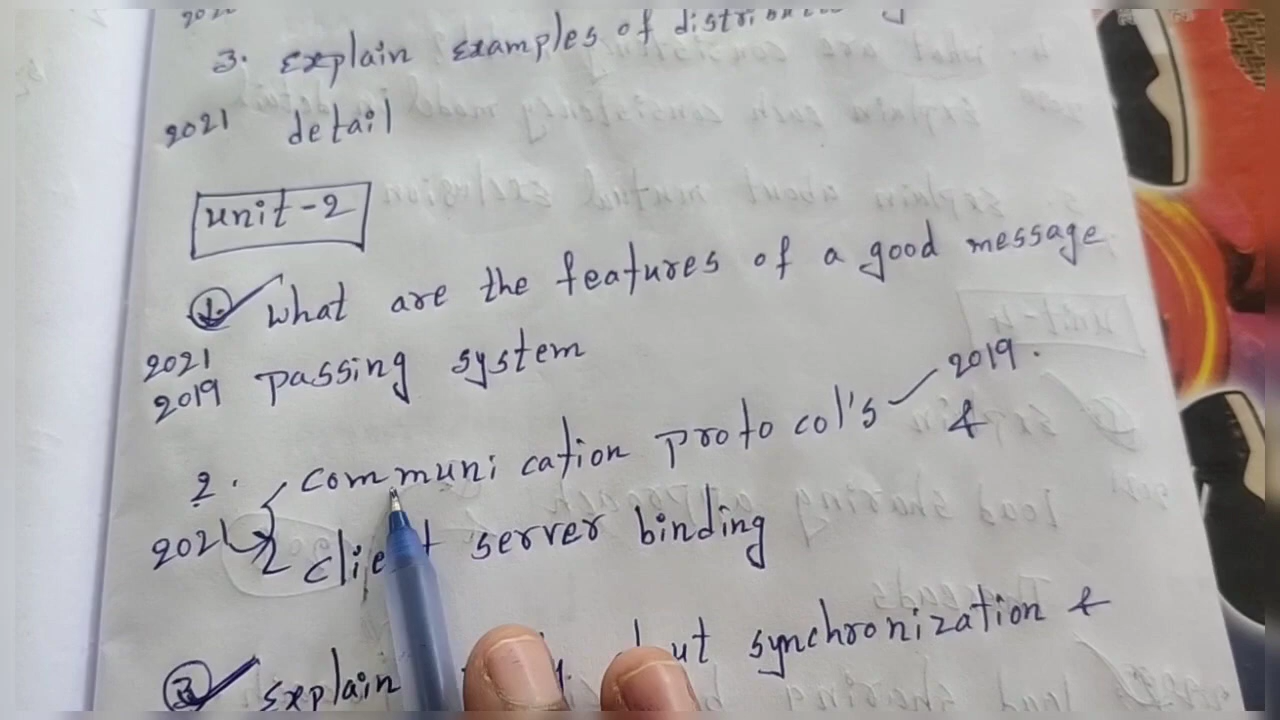 3. Explain Examples of
2021 detail
unit-2
1. What are the features of a good message
2021
2019 passing system
2. communication protocol's 2019.
&
2021 client server binding
3 Explain synchronization &